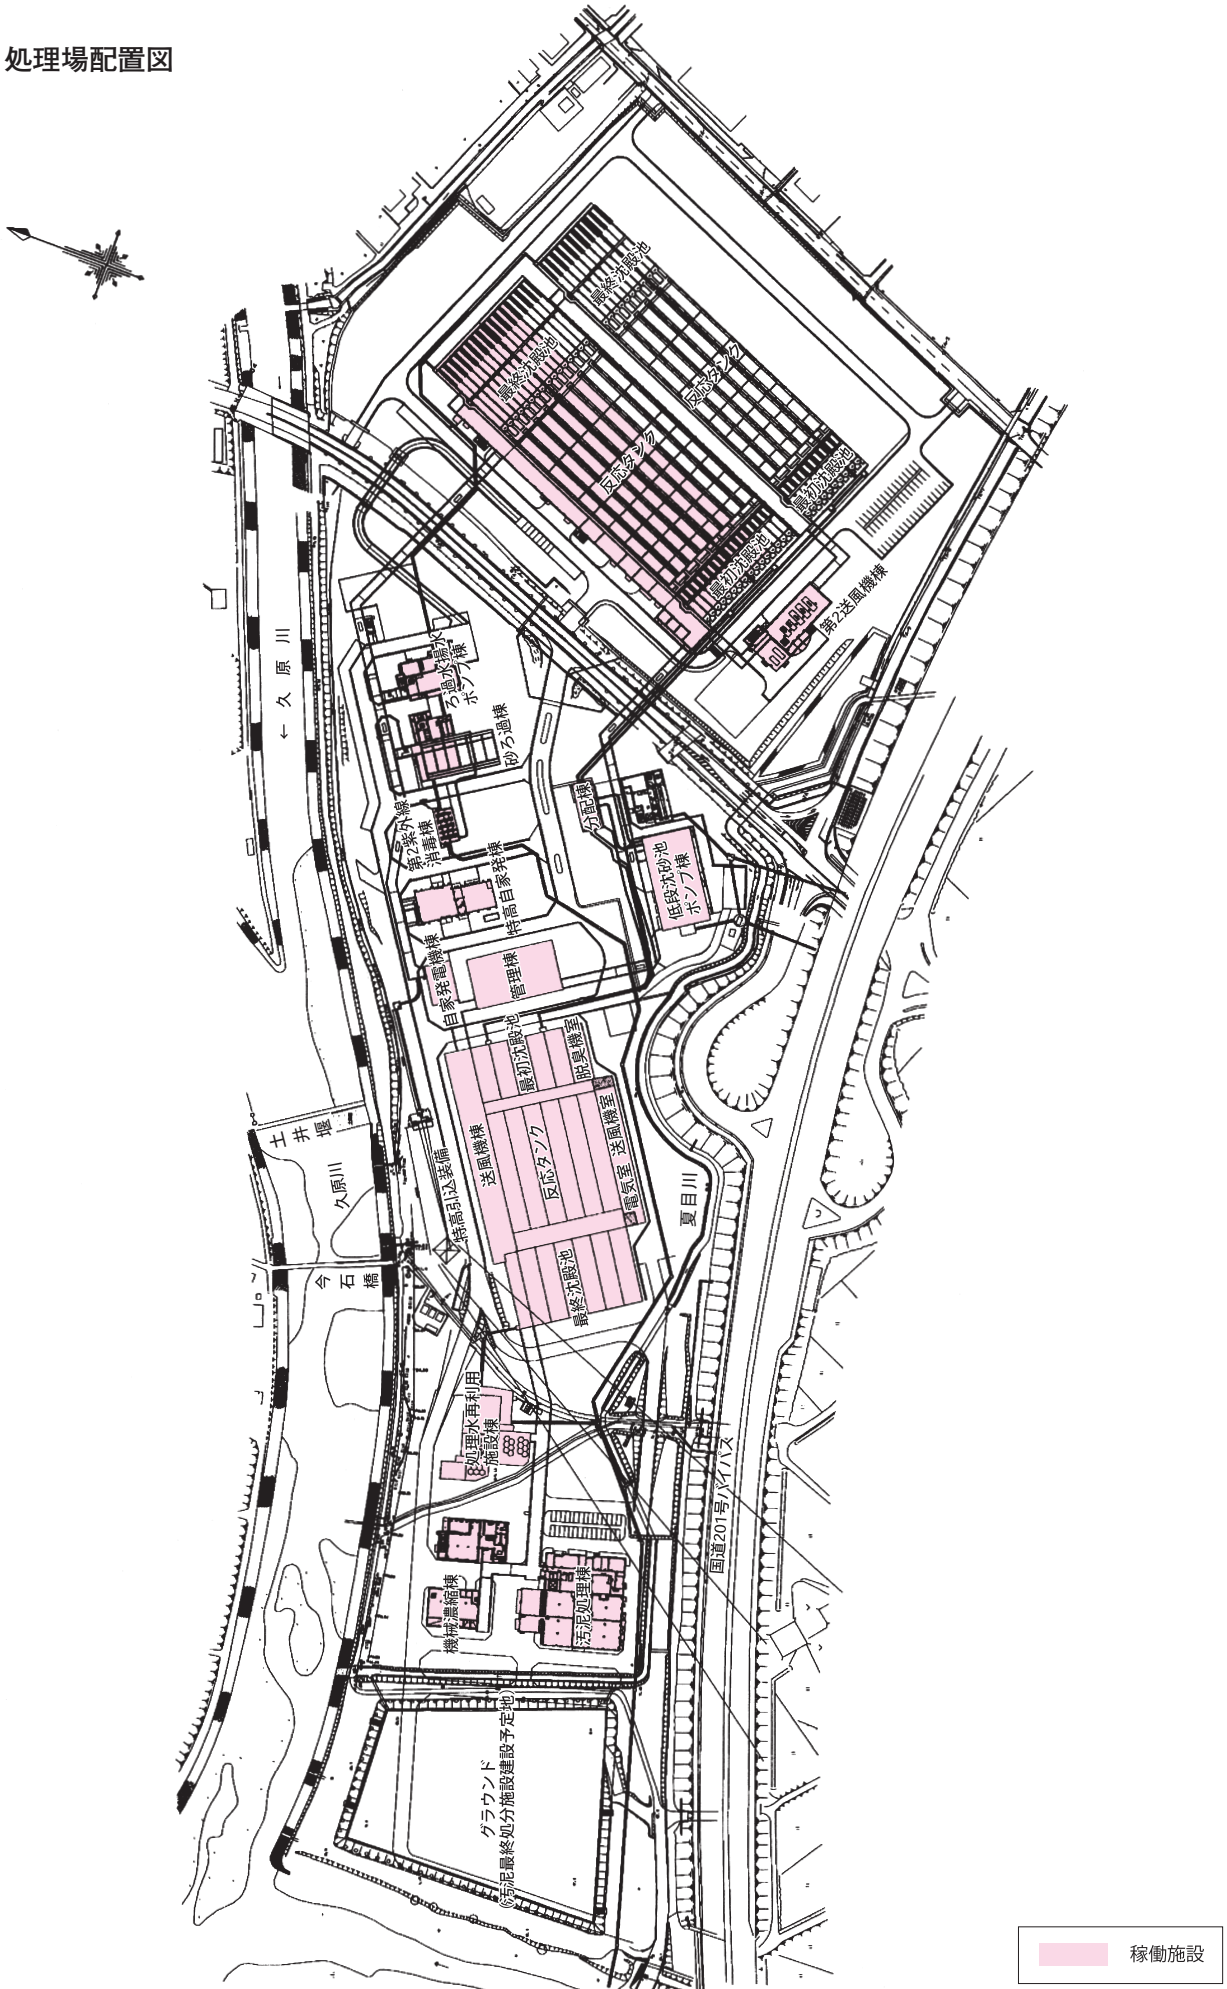 処理場配置図
最終沈殿池
反応タンク
最初沈殿池
最終沈殿池
反応タンク
最初沈殿池
第2送風機棟
←久原川
ろ過水揚水
ポンプ棟
砂ろ過棟
分配棟
第2紫外線
消毒棟
特高自家発棟
低段沈砂池
ポンプ棟
自家発電機棟
管理棟
最初沈殿池
脱臭機室
送風機棟
反応タンク
送風機室
電気室
最終沈殿池
特高引込装備
土井堰
久原川
今石橋
夏目川
処理水再利用
施設棟
国道201号バイパス
機械濃縮棟
汚泥処理棟
グラウンド
(汚泥最終処分施設建設予定地)
稼働施設